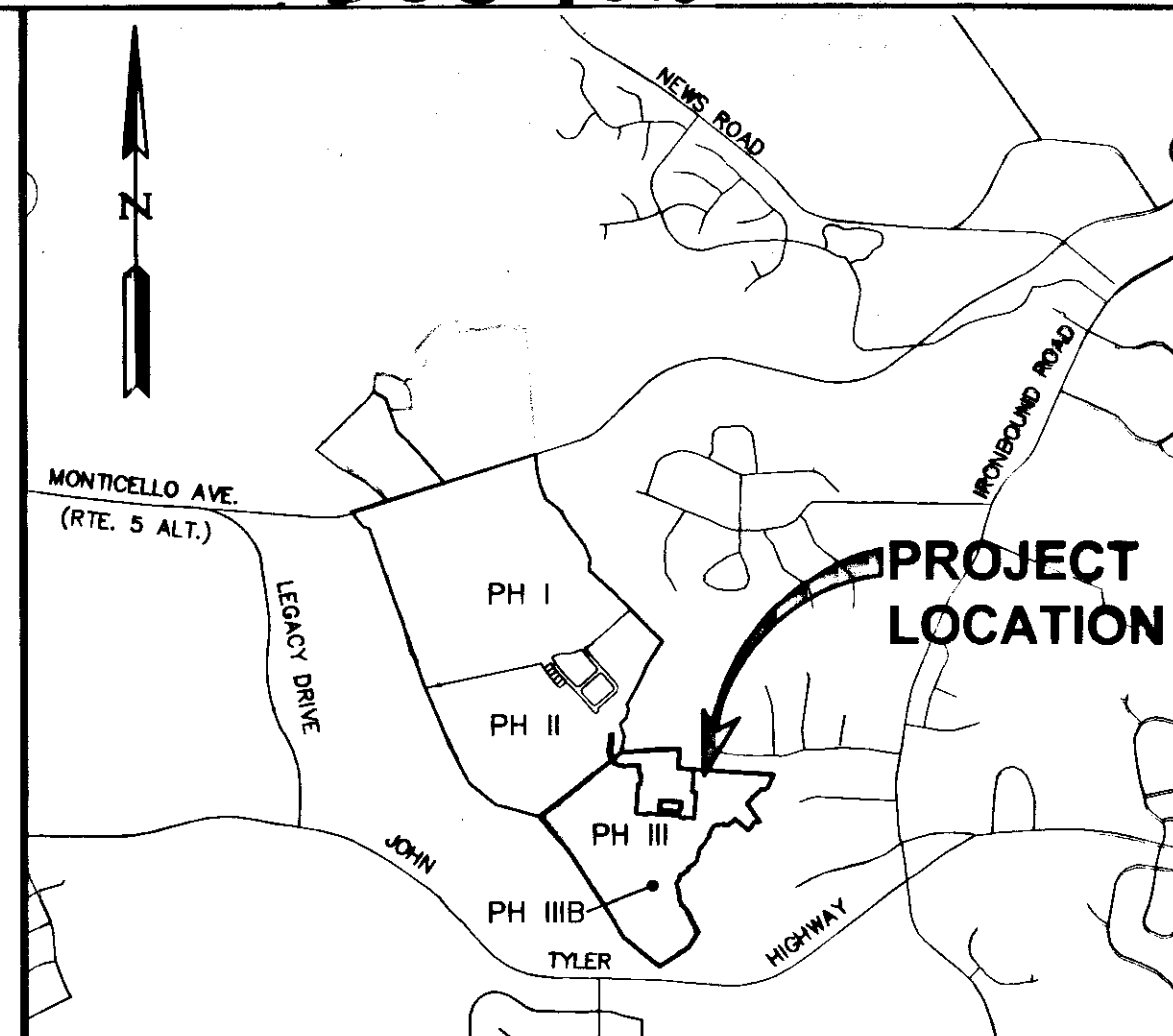 NEWS ROAD
N
IRONBOUND ROAD
MONTICELLO AVE.
(RTE. 5 ALT.)
PROJECT
LOCATION
PH I
LEGACY DRIVE
PH II
PH III
JOHN
PH IIIB
TYLER
HIGHWAY